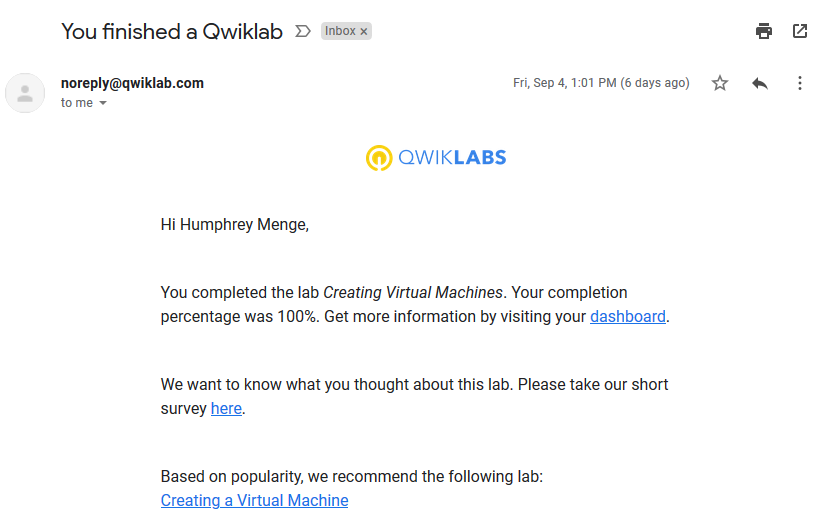 You finished a Qwiklab Inbox ×
noreply@qwiklab.com Fri, Sep 4, 1:01 PM (6 days ago)
to me
QWIKLABS
Hi Humphrey Menge,
You completed the lab Creating Virtual Machines. Your completion
percentage was 100%. Get more information by visiting your dashboard.
We want to know what you thought about this lab. Please take our short
survey here.
Based on popularity, we recommend the following lab:
Creating a Virtual Machine